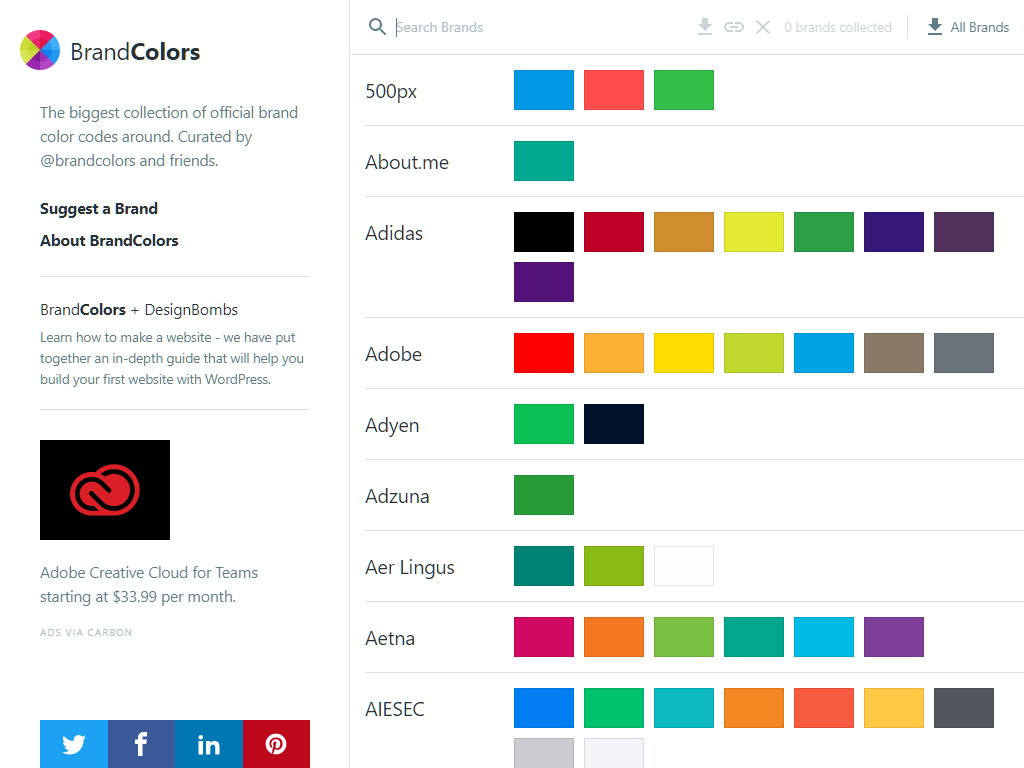 BrandColors
The biggest collection of official brand
color codes around. Curated by
@brandcolors and friends.
Suggest a Brand
About BrandColors
BrandColors + DesignBombs
Learn how to make a website - we have put
together an in-depth guide that will help you
build your first website with WordPress.
Adobe Creative Cloud for Teams
starting at $33.99 per month.
ADS VIA CARBON
Search Brands
0 brands collected
All Brands
500px
About.me
Adidas
Adobe
Adyen
Adzuna
Aer Lingus
Aetna
AIESEC